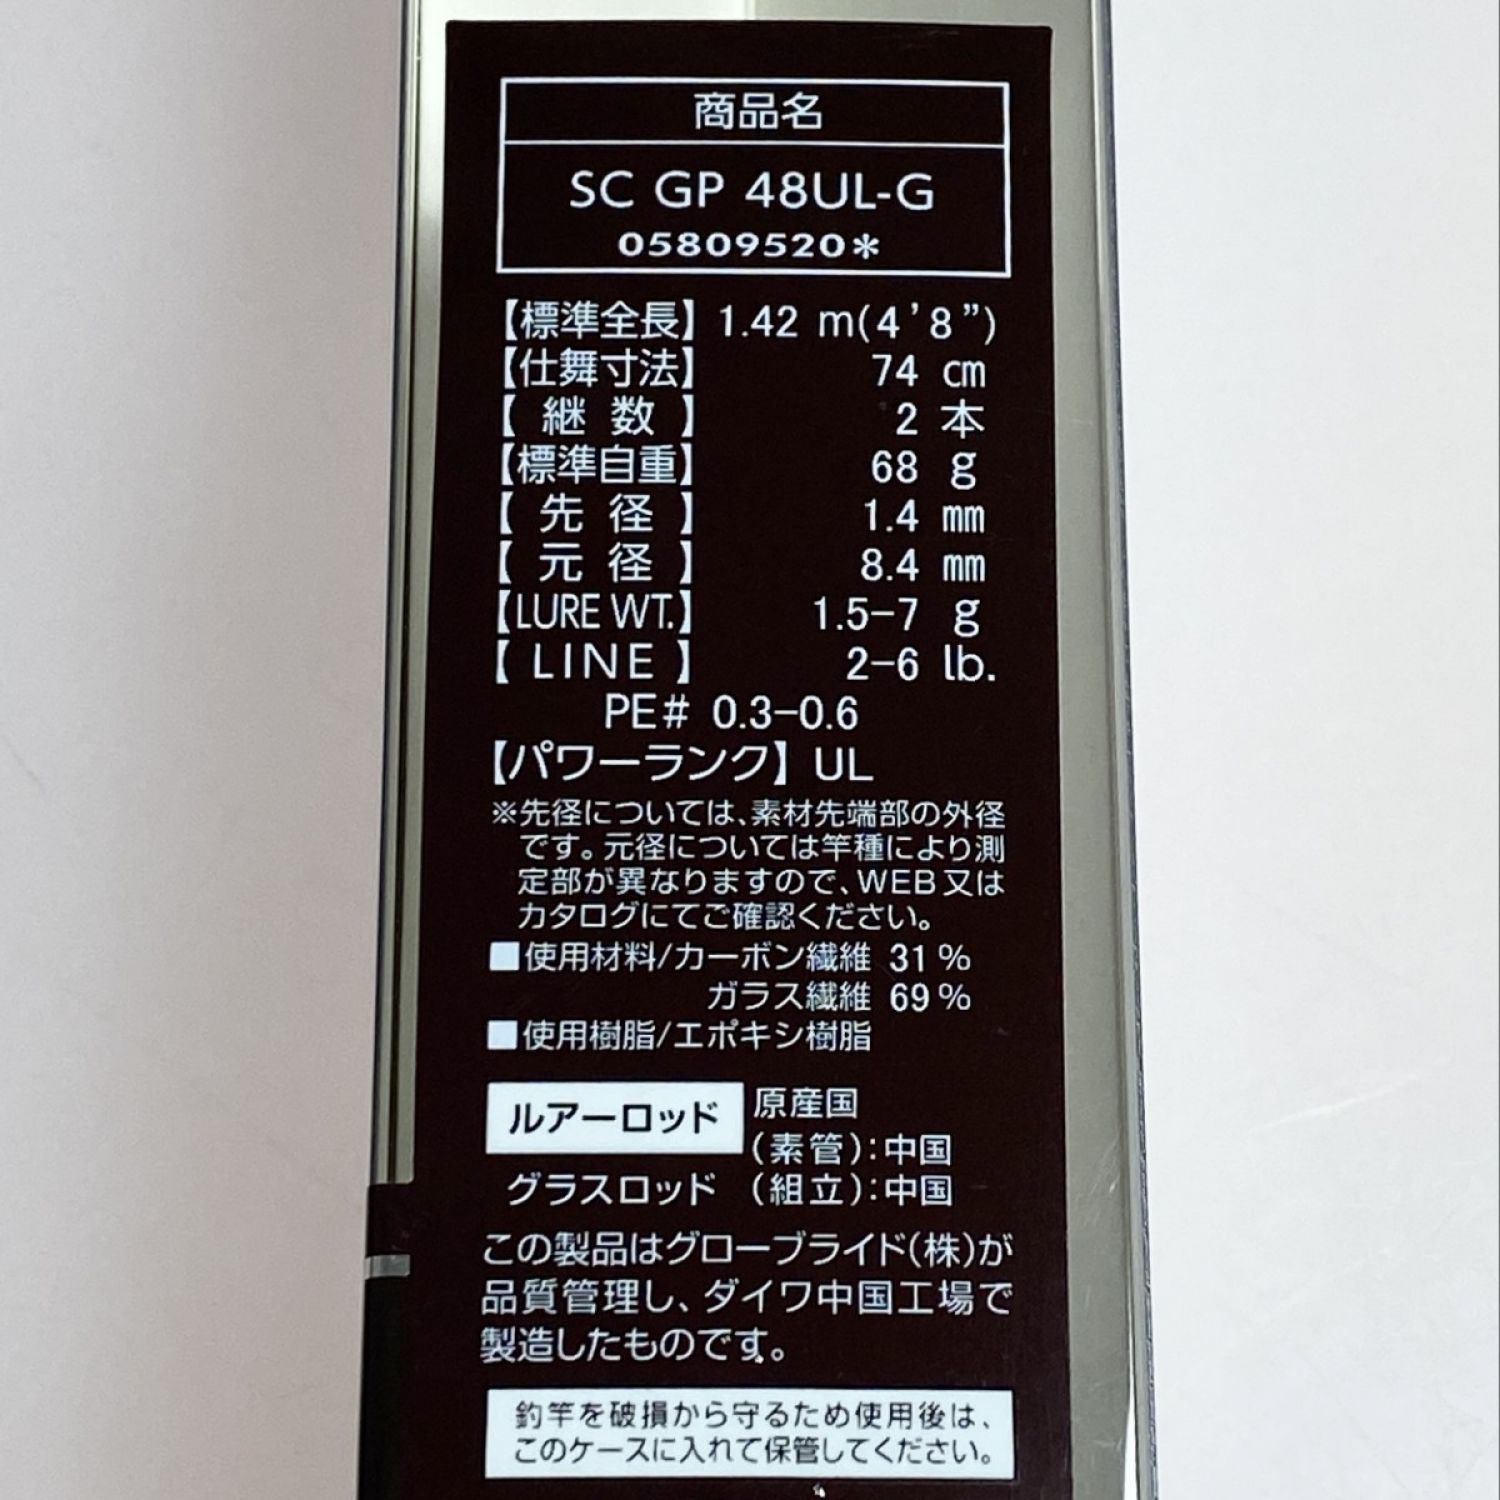 商品名
SC GP 48UL-G
05809520*
【標準全長】 1.42 m(4'8")
【仕舞寸法】 74 cm
【継数】 2 本
【標準自重】 68 g
【先径】 1.4 mm
【元径】 8.4 mm
【LURE WT.】 1.5-7 g
【LINE】 2-6 lb.
PE# 0.3-0.6
【パワーランク】 UL
※先径については、素材先端部の外径
です。元径については竿種により測
定部が異なりますので、WEB又は
カタログにてご確認ください。
■使用材料/カーボン繊維 31%
ガラス繊維 69%
■使用樹脂/エポキシ樹脂
ルアーロッド 原産国
(素管):中国
グラスロッド (組立):中国
この製品はグローブライド(株)が
品質管理し、ダイワ中国工場で
製造したものです。
釣竿を破損から守るため使用後は、
このケースに入れて保管してください。